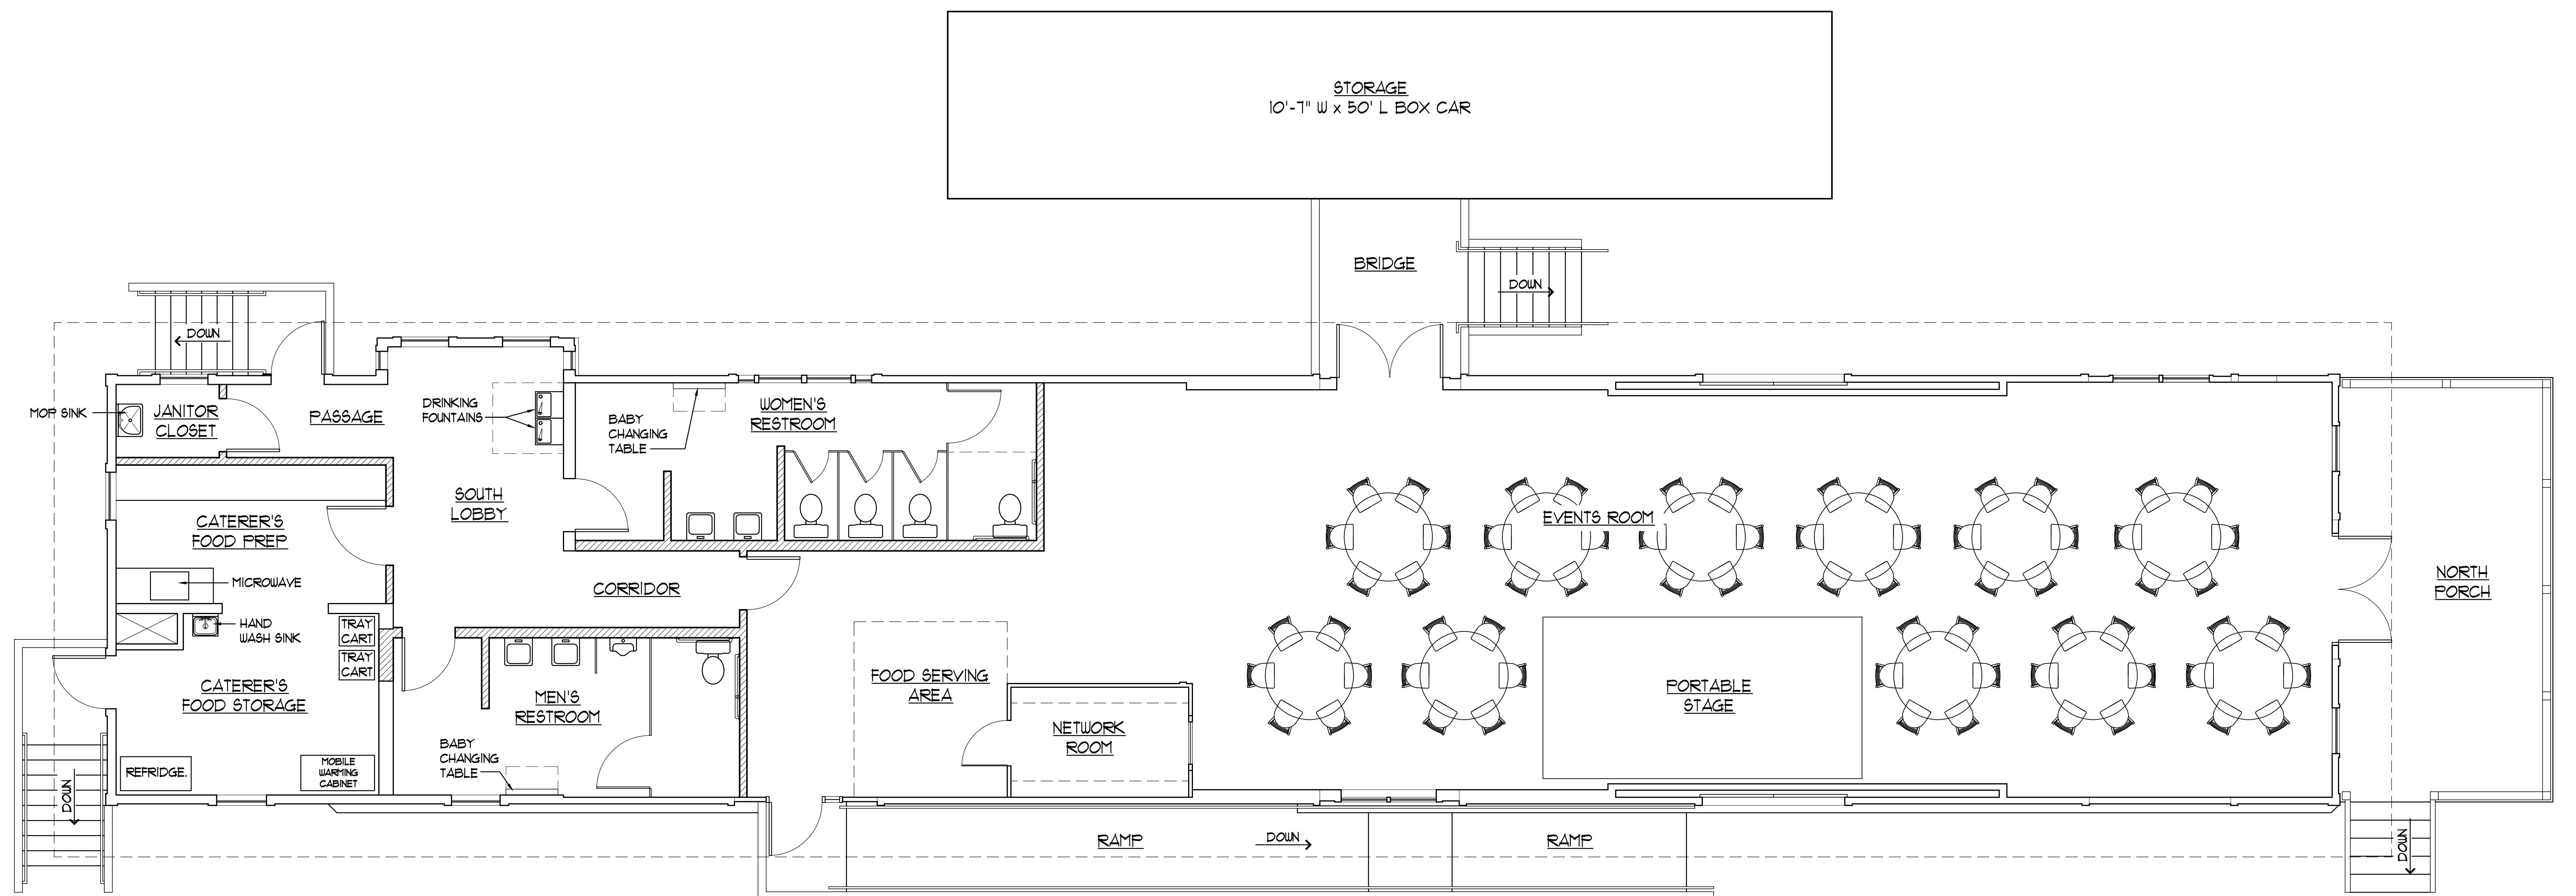 STORAGE
10'-7" W x 50' L BOX CAR
BRIDGE
DOWN
DOWN
MOP SINK
JANITOR
CLOSET
PASSAGE
DRINKING
FOUNTAINS
BABY
CHANGING
TABLE
WOMEN'S
RESTROOM
SOUTH
LOBBY
CATERER'S
FOOD PREP
EVENTS ROOM
MICROWAVE
CORRIDOR
NORTH
PORCH
HAND
WASH SINK
TRAY
CART
TRAY
CART
CATERER'S
FOOD STORAGE
MEN'S
RESTROOM
FOOD SERVING
AREA
PORTABLE
STAGE
NETWORK
ROOM
BABY
CHANGING
TABLE
REFRIDGE.
MOBILE
WARMING
CABINET
DOWN
RAMP
DOWN
RAMP
DOWN